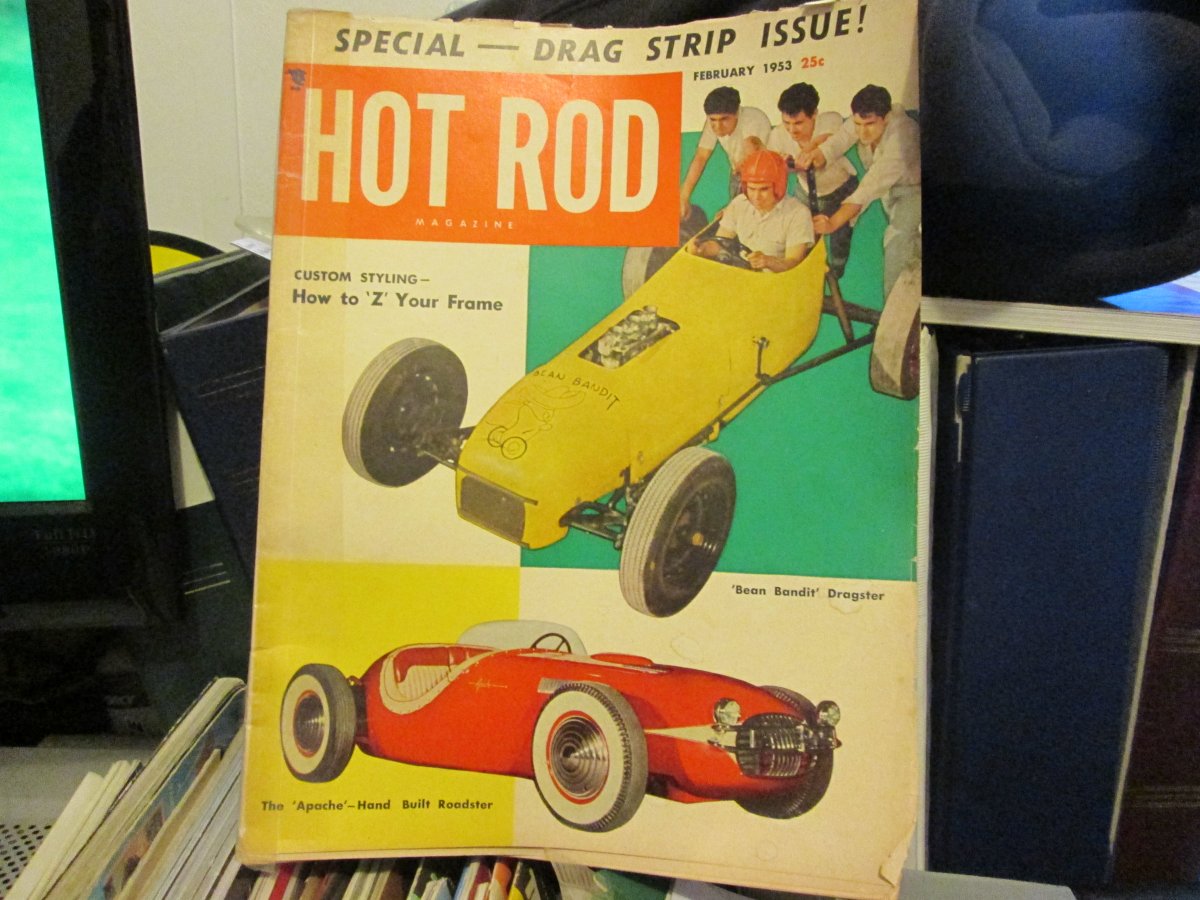 SPECIAL — DRAG STRIP ISSUE!
FEBRUARY 1953 25c
HOT ROD
MAGAZINE
CUSTOM STYLING—
How to 'Z' Your Frame
BEAN BANDIT
'Bean Bandit' Dragster
The 'Apache'—Hand Built Roadster